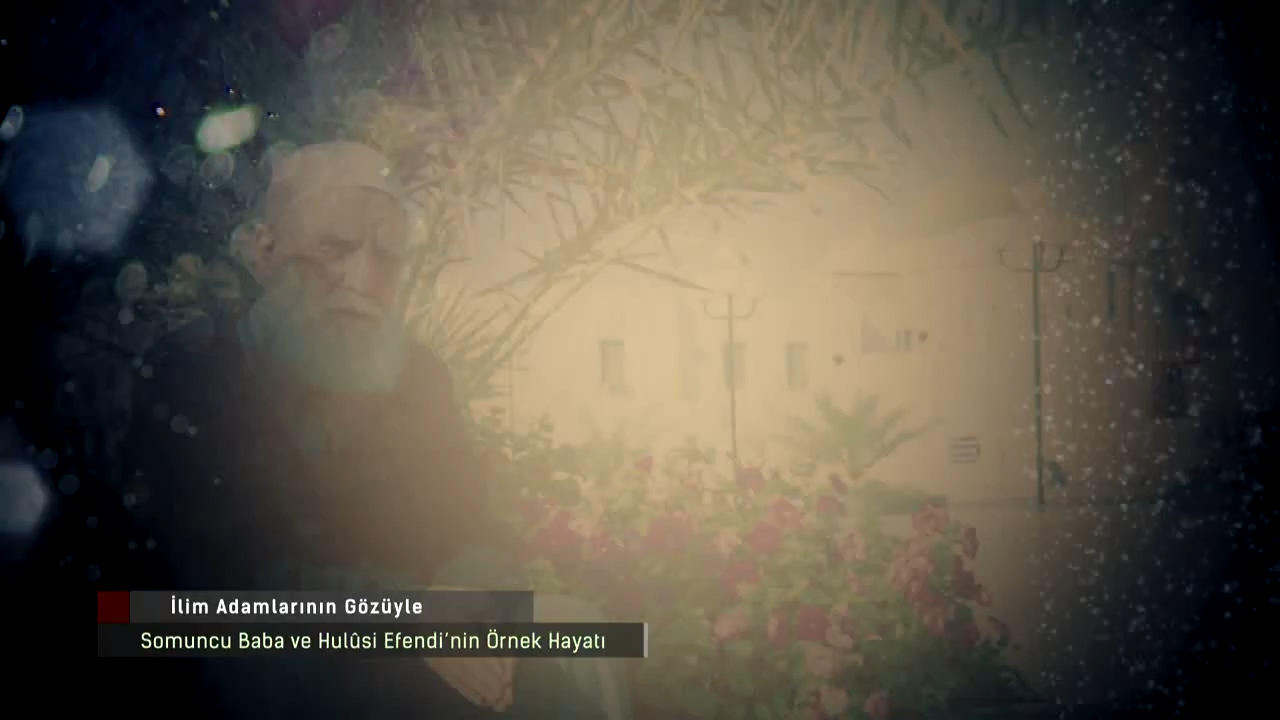 İlim Adamlarının Gözüyle
Somuncu Baba ve Hulûsi Efendi’nin Örnek Hayatı